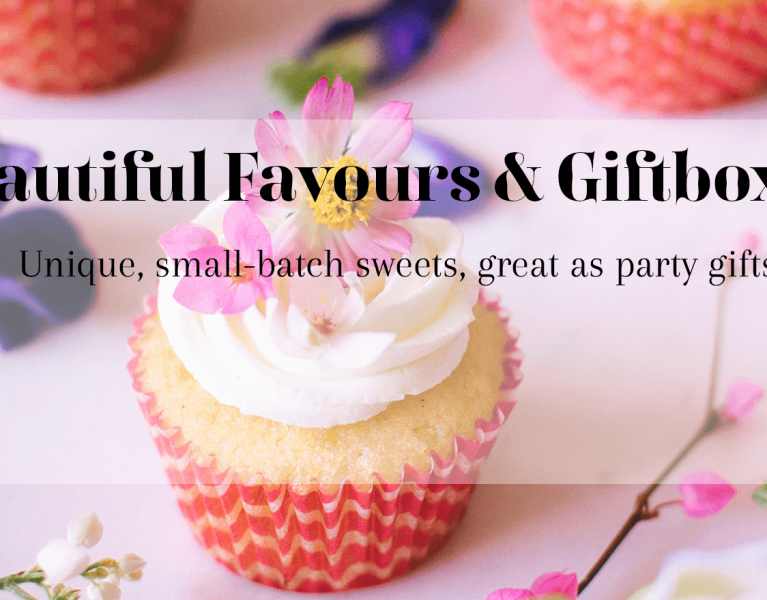 autiful Favours & Giftbox
Unique, small-batch sweets, great as party gifts